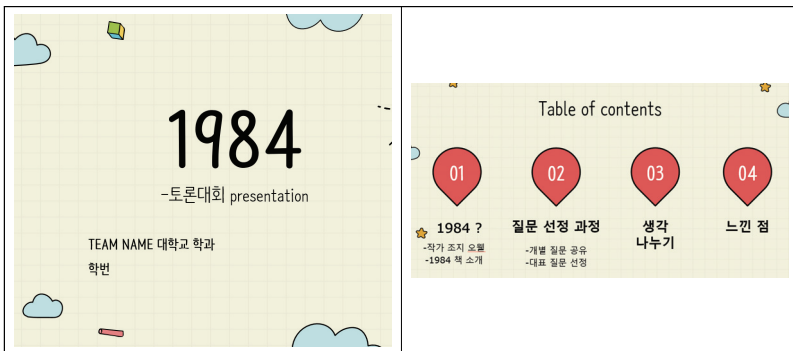 1984
-토론대회 presentation
TEAM NAME 대학교 학과
학번
Table of contents
01
02
03
04
1984 ?
-작가 조지 오웰
-1984 책 소개
질문 선정 과정
-개별 질문 공유
-대표 질문 선정
생각
나누기
느낀 점